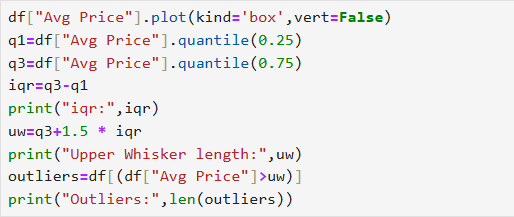 df["Avg Price"].plot(kind='box',vert=False)
q1=df["Avg Price"].quantile(0.25)
q3=df["Avg Price"].quantile(0.75)
iqr=q3-q1
print("iqr:",iqr)
uw=q3+1.5 * iqr
print("Upper Whisker length:",uw)
outliers=df[(df["Avg Price"]>uw)]
print("Outliers:",len(outliers))